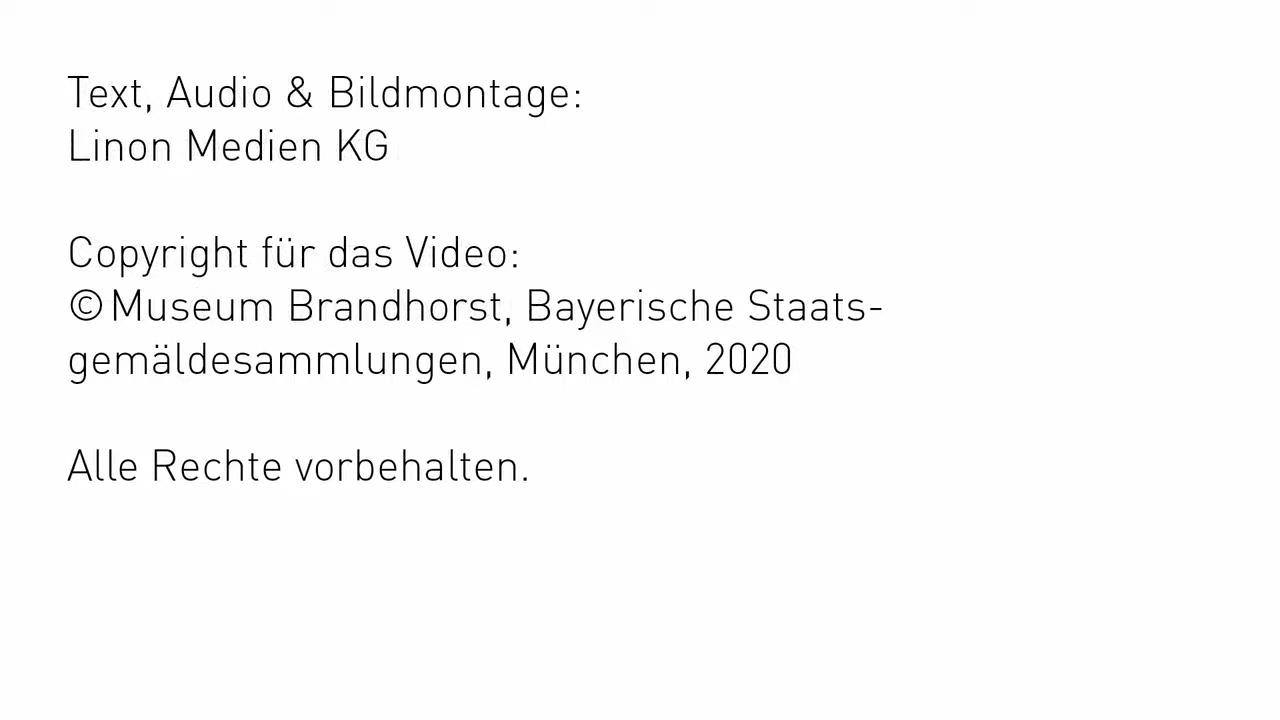 Text, Audio & Bildmontage:
Linon Medien KG
Copyright für das Video:
© Museum Brandhorst, Bayerische Staats-
gemäldesammlungen, München, 2020
Alle Rechte vorbehalten.